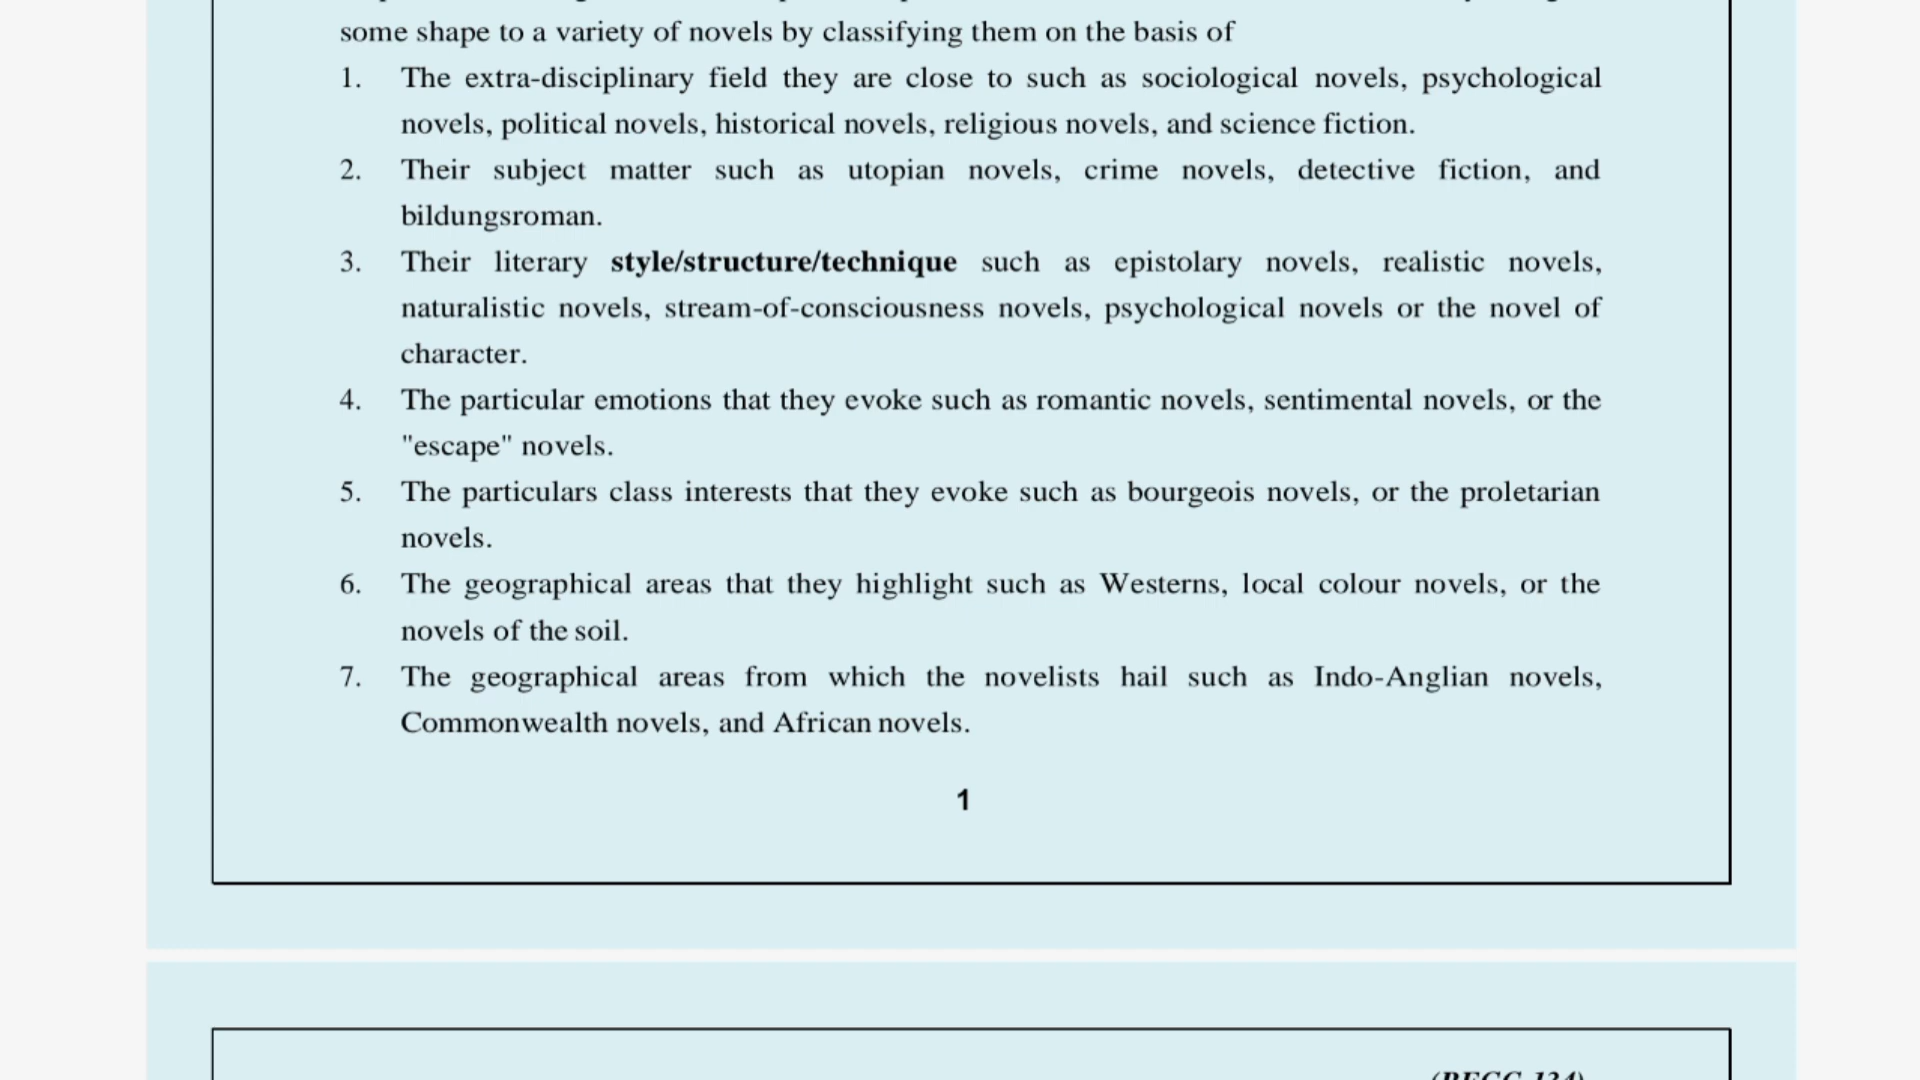 some shape to a variety of novels by classifying them on the basis of
1. The extra-disciplinary field they are close to such as sociological novels, psychological
novels, political novels, historical novels, religious novels, and science fiction.
2. Their subject matter such as utopian novels, crime novels, detective fiction, and
bildungsroman.
3. Their literary style/structure/technique such as epistolary novels, realistic novels,
naturalistic novels, stream-of-consciousness novels, psychological novels or the novel of
character.
4. The particular emotions that they evoke such as romantic novels, sentimental novels, or the
"escape" novels.
5. The particulars class interests that they evoke such as bourgeois novels, or the proletarian
novels.
6. The geographical areas that they highlight such as Westerns, local colour novels, or the
novels of the soil.
7. The geographical areas from which the novelists hail such as Indo-Anglian novels,
Commonwealth novels, and African novels.
1